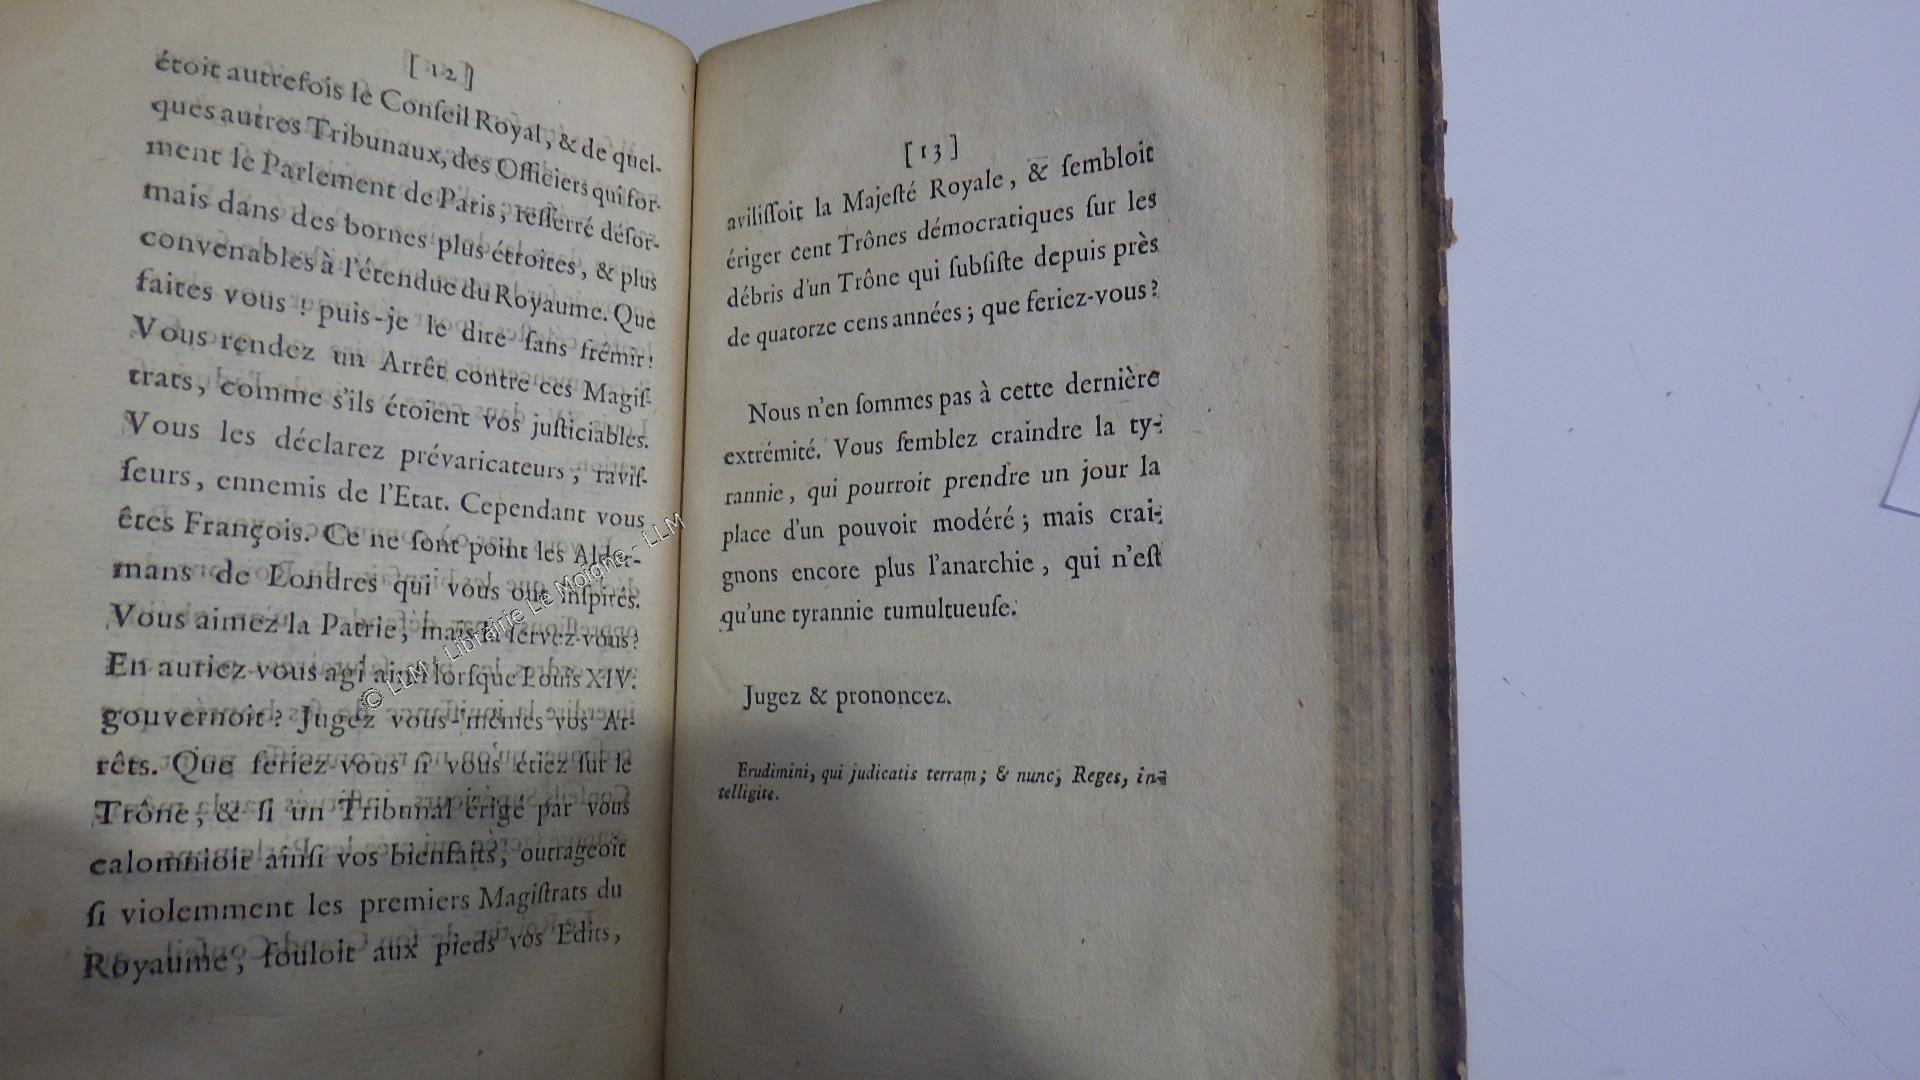 [ 12 ]
étoit autrefois le Conſeil Royal, & de quel-
ques autres Tribunaux, des Officiers qui for-
ment le Parlement de Paris, reſſerré déſor-
mais dans des bornes plus étroites, & plus
convenables à l'étendue du Royaume. Que
faites vous ! puis-je le dire ſans frémir !
Vous rendez un Arrêt contre ces Magiſ-
trats, comme s'ils étoient vos juſticiables.
Vous les déclarez prévaricateurs, raviſ-
ſeurs, ennemis de l'Etat. Cependant vous
êtes François. Ce ne ſont point les Alder-
mans de Londres qui vous ont inſpirés.
Vous aimez la Patrie, mais la ſervez-vous ?
En auriez-vous agi ainſi lorſque Louis XIV.
gouvernoit ? Jugez vous-mêmes vos Ar-
rêts. Que feriez-vous ſi vous étiez ſur le
Trône, & ſi un Tribunal érigé par vous
calomnioit ainſi vos bienfaits, outrageoit
ſi violemment les premiers Magiſtrats du
Royaume, fouloit aux pieds vos Edits,
[ 13 ]
aviliſſoit la Majeſté Royale, & ſembloit
ériger cent Trônes démocratiques ſur les
débris d'un Trône qui ſubſiſte depuis près
de quatorze cens années ; que feriez-vous ?
Nous n'en ſommes pas à cette dernière
extrémité. Vous ſemblez craindre la ty-
rannie, qui pourroit prendre un jour la
place d'un pouvoir modéré ; mais crai-
gnons encore plus l'anarchie, qui n'eſt
qu'une tyrannie tumultueuſe.
Jugez & prononcez.
Erudimini, qui judicatis terram ; & nunc, Reges, in-
telligite.
© LLM - Librairie Le Moigne - LLM